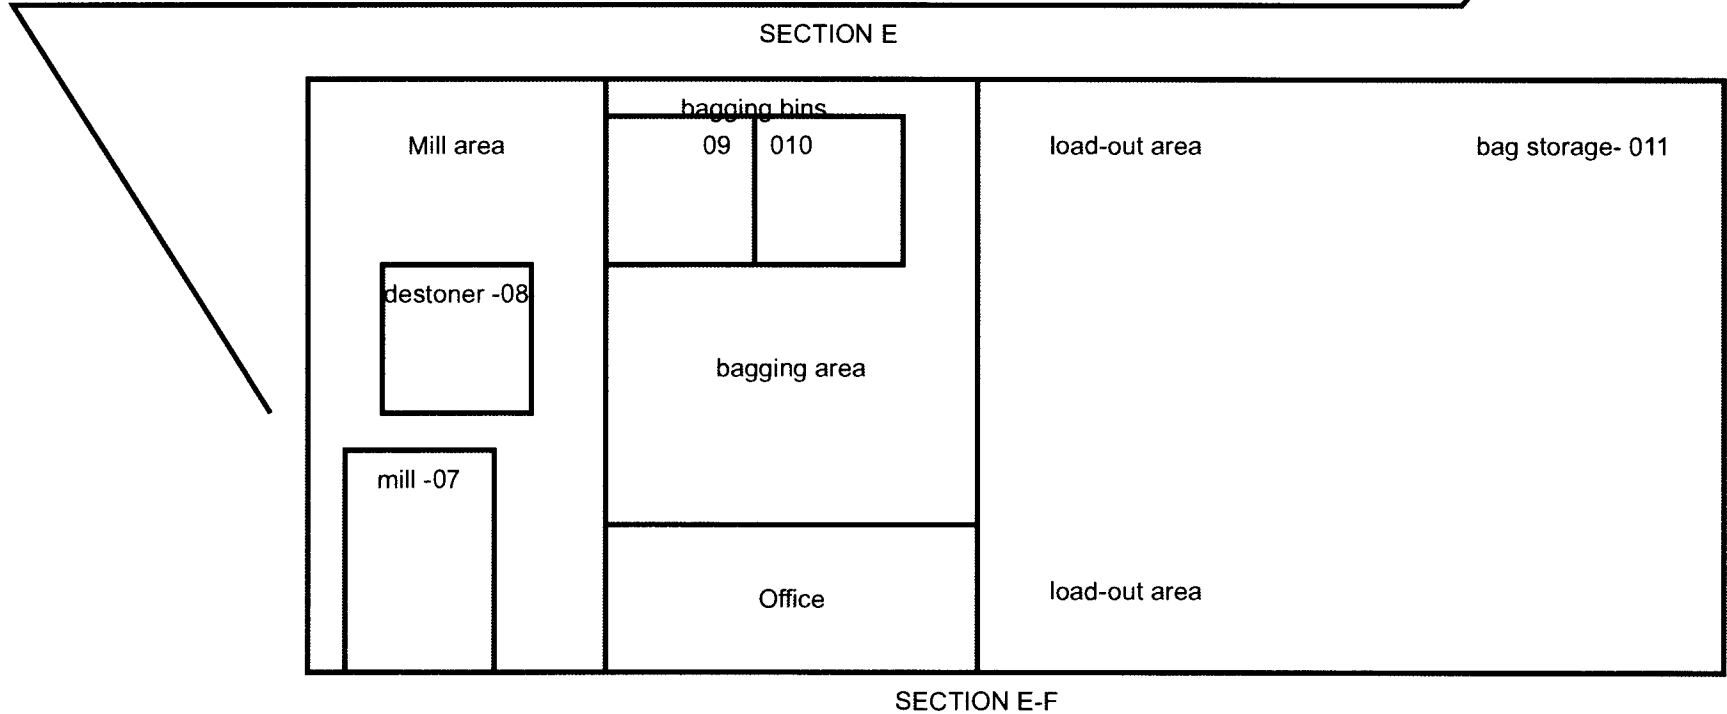 SECTION E
bagging bins
Mill area
09
010
load-out area
bag storage- 011
destoner -08
bagging area
mill -07
Office
load-out area
SECTION E-F